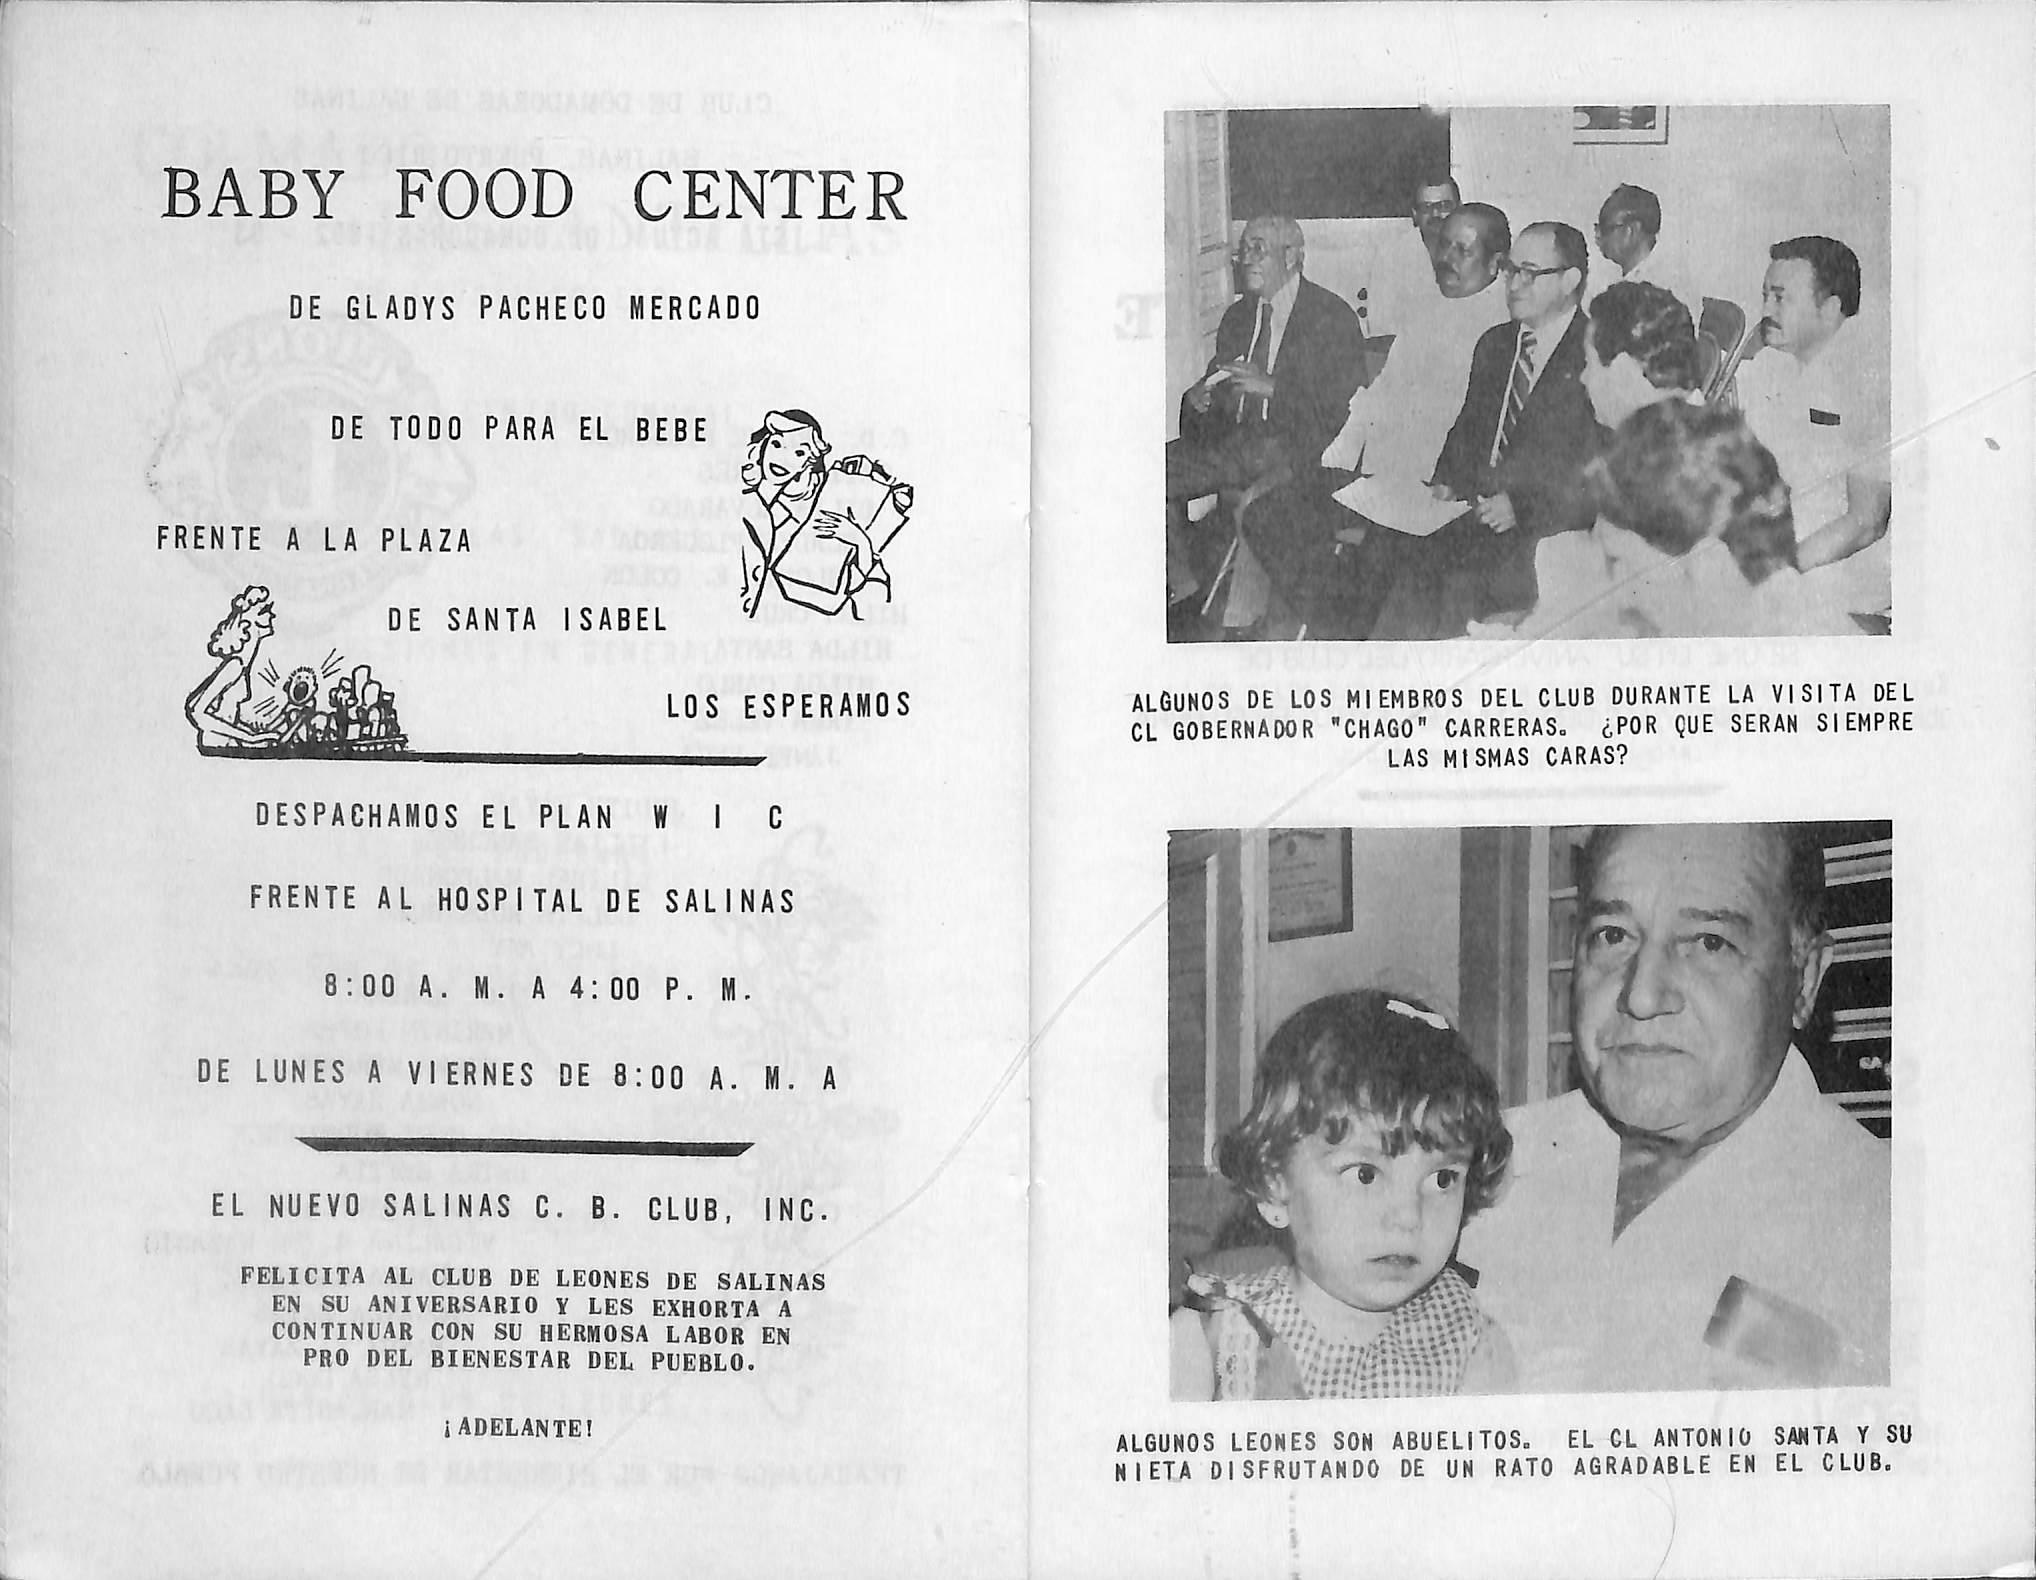 BABY FOOD CENTER
DE GLADYS PACHECO MERCADO
DE TODO PARA EL BEBE
FRENTE A LA PLAZA
DE SANTA ISABEL
LOS ESPERAMOS
DESPACHAMOS EL PLAN W I C
FRENTE AL HOSPITAL DE SALINAS
8:00 A. M. A 4:00 P. M.
DE LUNES A VIERNES DE 8:00 A. M. A
EL NUEVO SALINAS C. B. CLUB, INC.
FELICITA AL CLUB DE LEONES DE SALINAS
EN SU ANIVERSARIO Y LES EXHORTA A
CONTINUAR CON SU HERMOSA LABOR EN
PRO DEL BIENESTAR DEL PUEBLO.
¡ADELANTE!
ALGUNOS DE LOS MIEMBROS DEL CLUB DURANTE LA VISITA DEL
CL GOBERNADOR "CHAGO" CARRERAS. ¿POR QUE SERAN SIEMPRE
LAS MISMAS CARAS?
ALGUNOS LEONES SON ABUELITOS. EL CL ANTONIO SANTA Y SU
NIETA DISFRUTANDO DE UN RATO AGRADABLE EN EL CLUB.